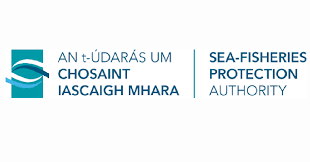 AN t-ÚDARÁS UM
CHOSAINT
IASCAIGH MHARA
SEA-FISHERIES
PROTECTION
AUTHORITY